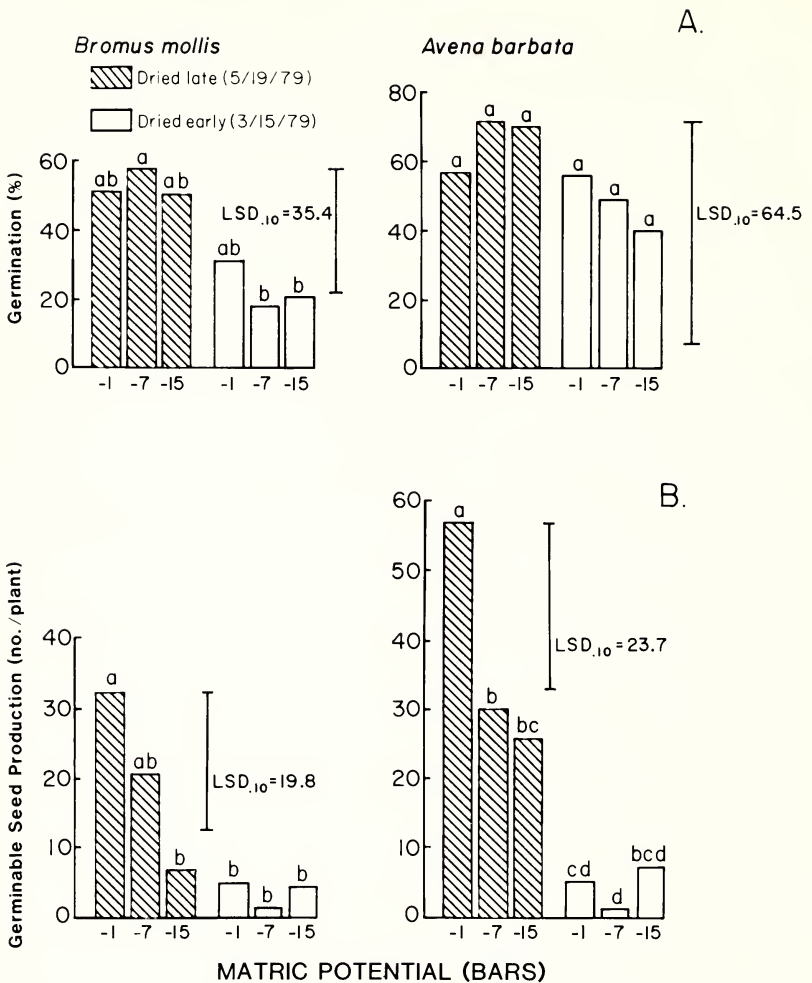 A.
Bromus mollis
Avena barbata
Dried late (5/19/79)
Dried early (3/15/79)
Germination (%)
60
40
20
0
ab a ab ab b b
LSD.10=35.4
-1 -7 -15 -1 -7 -15
80
60
40
20
0
a a a a a a
LSD.10=64.5
-1 -7 -15 -1 -7 -15
B.
Germinable Seed Production (no./plant)
40
30
20
10
0
a ab b b b b
LSD.10=19.8
-1 -7 -15 -1 -7 -15
60
50
40
30
20
10
0
a b bc cd d bcd
LSD.10=23.7
-1 -7 -15 -1 -7 -15
MATRIC POTENTIAL (BARS)